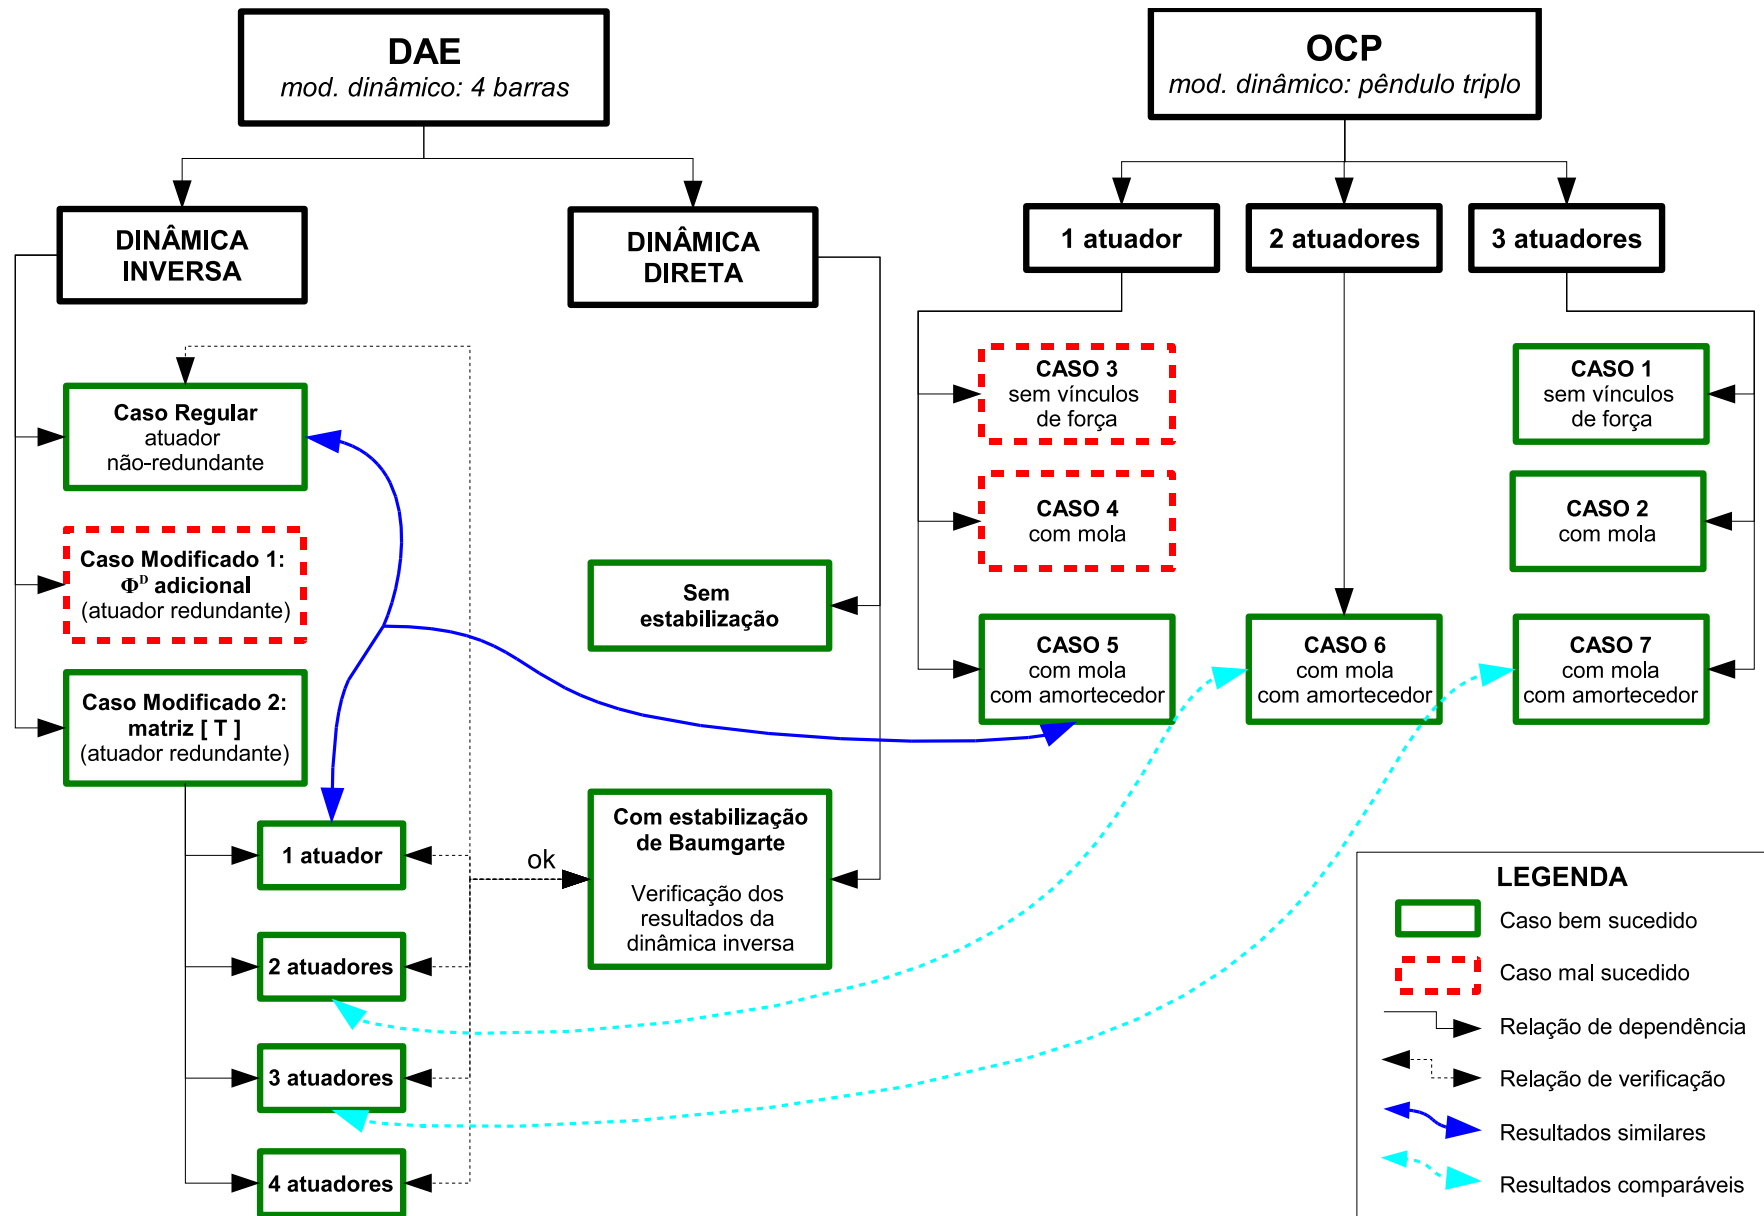 DAE
mod. dinâmico: 4 barras
OCP
mod. dinâmico: pêndulo triplo
DINÂMICA
INVERSA
DINÂMICA
DIRETA
1 atuador
2 atuadores
3 atuadores
Caso Regular
atuador
não-redundante
Caso Modificado 1:
Φᴰ adicional
(atuador redundante)
Caso Modificado 2:
matriz [ T ]
(atuador redundante)
1 atuador
2 atuadores
3 atuadores
4 atuadores
Sem
estabilização
Com estabilização
de Baumgarte
Verificação dos
resultados da
dinâmica inversa
ok
CASO 3
sem vínculos
de força
CASO 4
com mola
CASO 5
com mola
com amortecedor
CASO 6
com mola
com amortecedor
CASO 1
sem vínculos
de força
CASO 2
com mola
CASO 7
com mola
com amortecedor
LEGENDA
Caso bem sucedido
Caso mal sucedido
Relação de dependência
Relação de verificação
Resultados similares
Resultados comparáveis